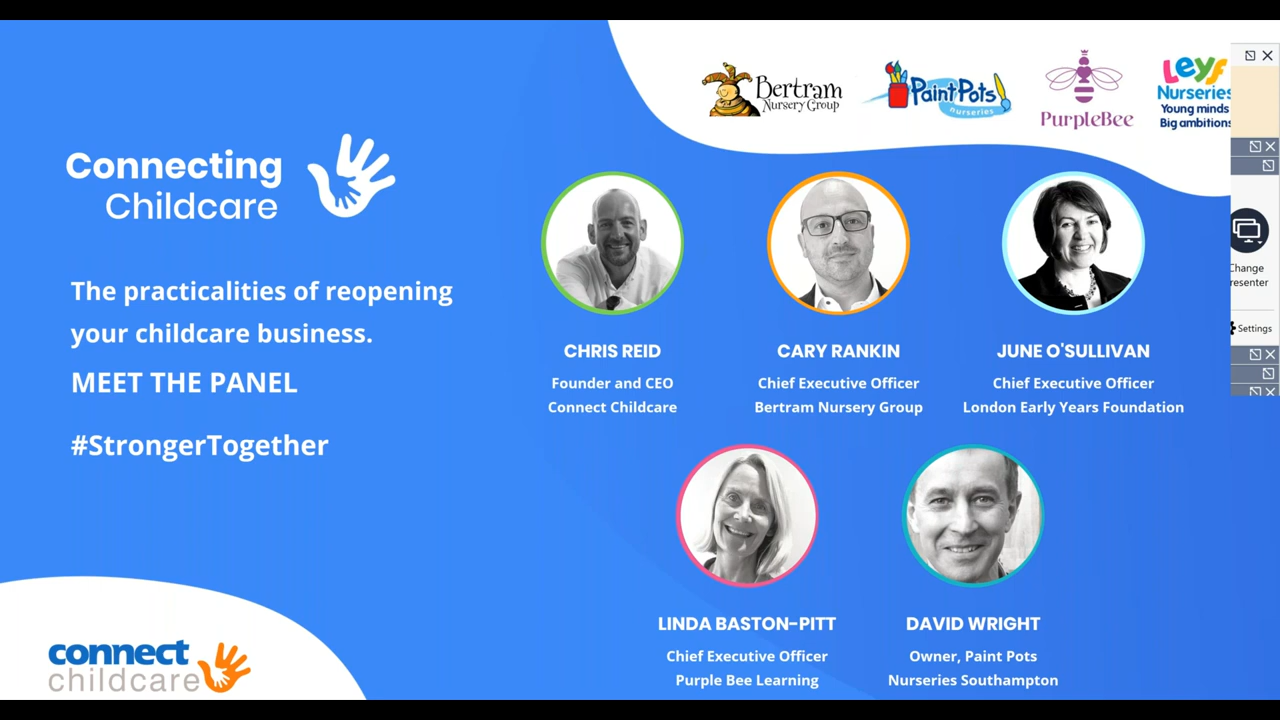 Bertram
Nursery Group
Paint Pots
nurseries
PurpleBee
Leyf
Nurseries
Young minds
Big ambitions
Connecting
Childcare
The practicalities of reopening
your childcare business.
MEET THE PANEL
#StrongerTogether
CHRIS REID
Founder and CEO
Connect Childcare
CARY RANKIN
Chief Executive Officer
Bertram Nursery Group
JUNE O'SULLIVAN
Chief Executive Officer
London Early Years Foundation
LINDA BASTON-PITT
Chief Executive Officer
Purple Bee Learning
DAVID WRIGHT
Owner, Paint Pots
Nurseries Southampton
connect
childcare
Change
resenter
Settings